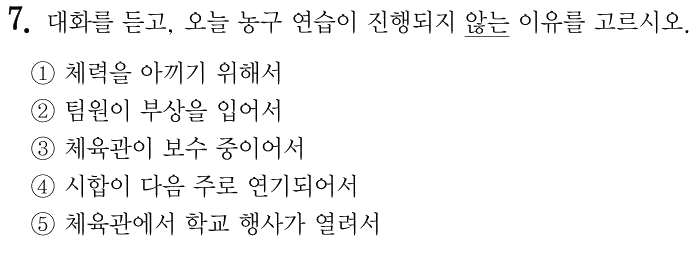 7. 대화를 듣고, 오늘 농구 연습이 진행되지 않는 이유를 고르시오.
① 체력을 아끼기 위해서
② 팀원이 부상을 입어서
③ 체육관이 보수 중이어서
④ 시합이 다음 주로 연기되어서
⑤ 체육관에서 학교 행사가 열려서